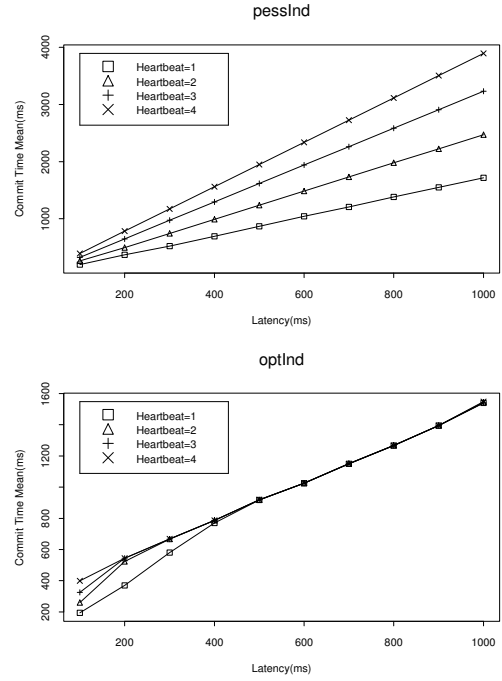 pessInd
Commit Time Mean(ms)
4000
3000
2000
1000
Heartbeat=1
Heartbeat=2
Heartbeat=3
Heartbeat=4
200 400 600 800 1000
Latency(ms)
optInd
Commit Time Mean(ms)
1600
1200
800
600
400
200
Heartbeat=1
Heartbeat=2
Heartbeat=3
Heartbeat=4
200 400 600 800 1000
Latency(ms)